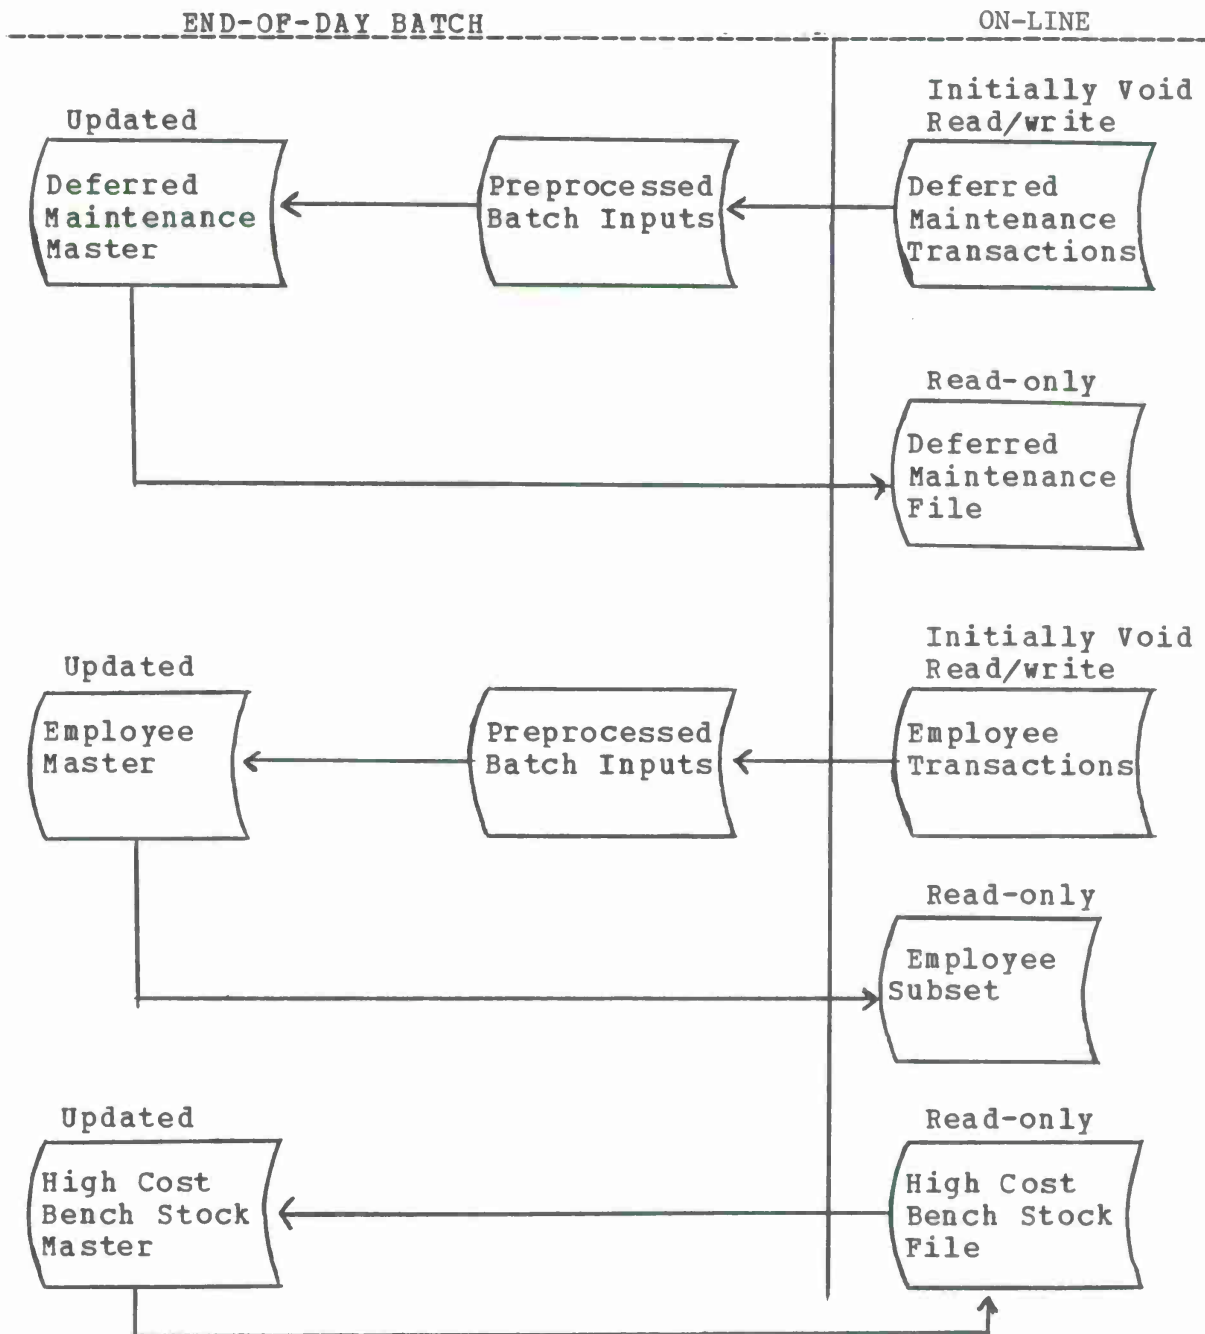 END-OF-DAY BATCH
ON-LINE
Updated
Deferred
Maintenance
Master
Preprocessed
Batch Inputs
Initially Void
Read/write
Deferred
Maintenance
Transactions
Read-only
Deferred
Maintenance
File
Updated
Employee
Master
Preprocessed
Batch Inputs
Initially Void
Read/write
Employee
Transactions
Read-only
Employee
Subset
Updated
High Cost
Bench Stock
Master
Read-only
High Cost
Bench Stock
File